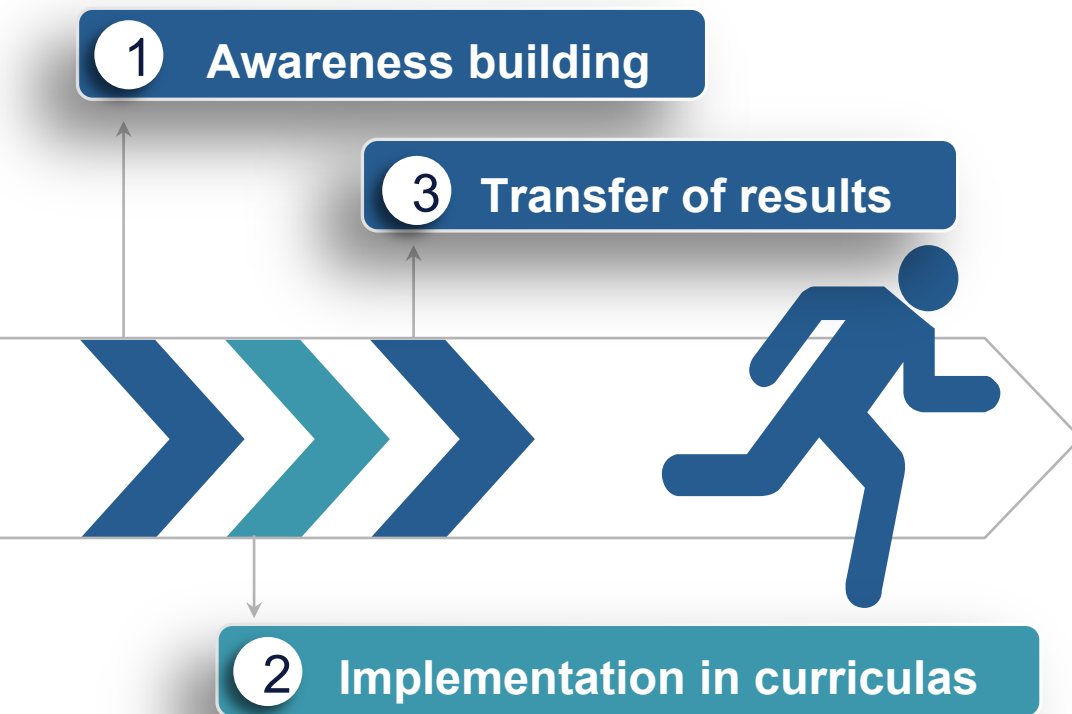 1 Awareness building
3 Transfer of results
2 Implementation in curriculas